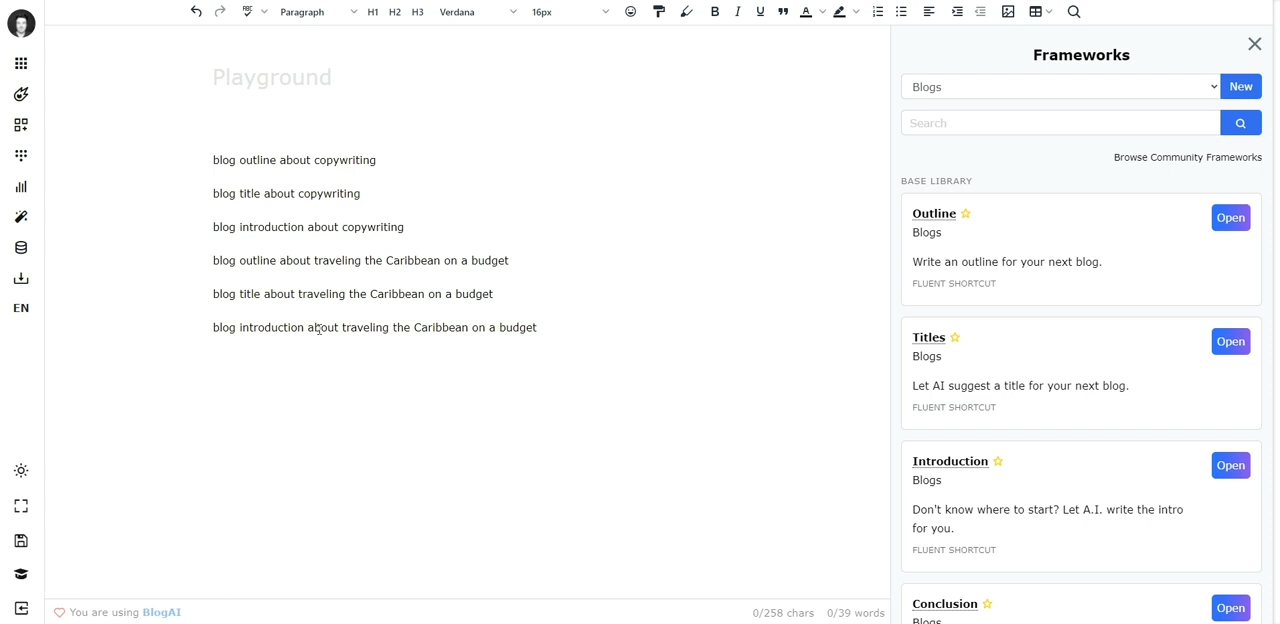 Paragraph H1 H2 H3 Verdana 16px B I U A
Playground
blog outline about copywriting
blog title about copywriting
blog introduction about copywriting
blog outline about traveling the Caribbean on a budget
blog title about traveling the Caribbean on a budget
blog introduction about traveling the Caribbean on a budget
EN
You are using BlogAI
0/258 chars 0/39 words
Frameworks
Blogs New
Search
Browse Community Frameworks
BASE LIBRARY
Outline
Open
Blogs
Write an outline for your next blog.
FLUENT SHORTCUT
Titles
Open
Blogs
Let AI suggest a title for your next blog.
FLUENT SHORTCUT
Introduction
Open
Blogs
Don't know where to start? Let A.I. write the intro
for you.
FLUENT SHORTCUT
Conclusion
Open
Blogs